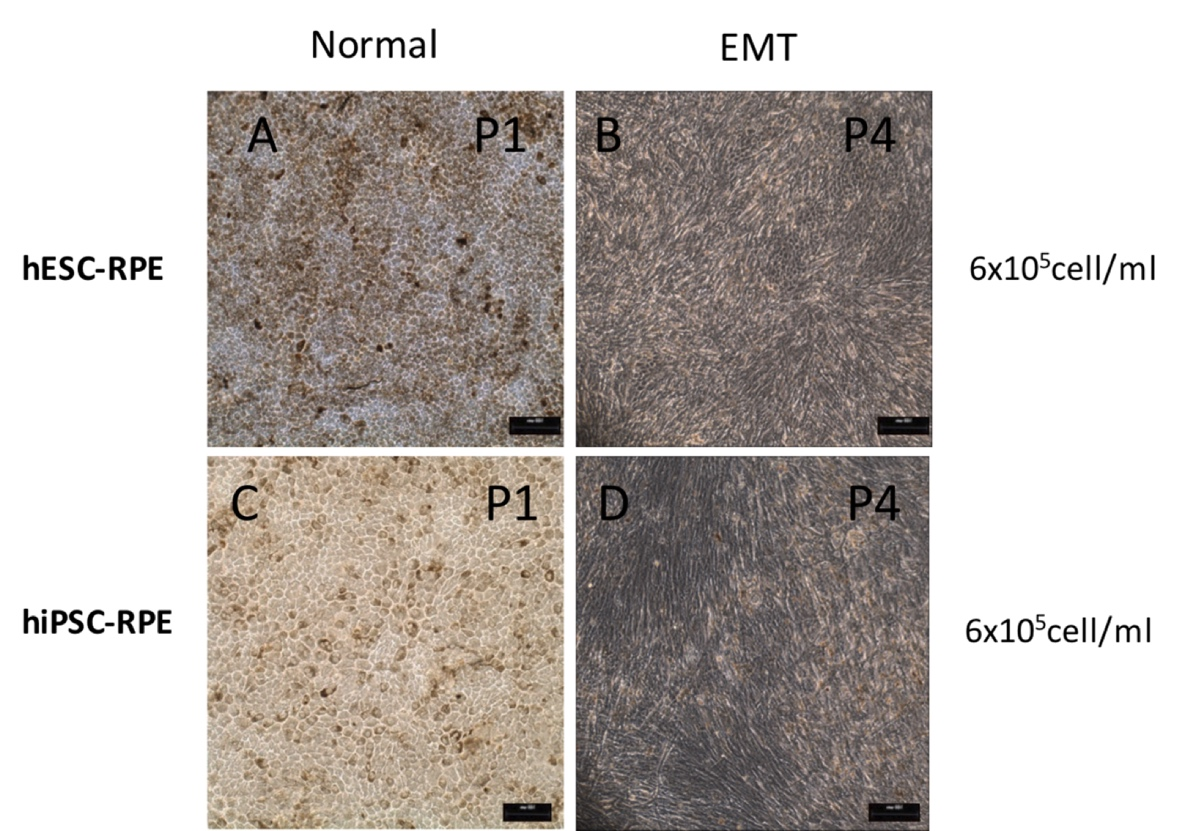 Normal EMT
A P1 B P4
hESC-RPE 6x10⁵cell/ml
C P1 D P4
hiPSC-RPE 6x10⁵cell/ml